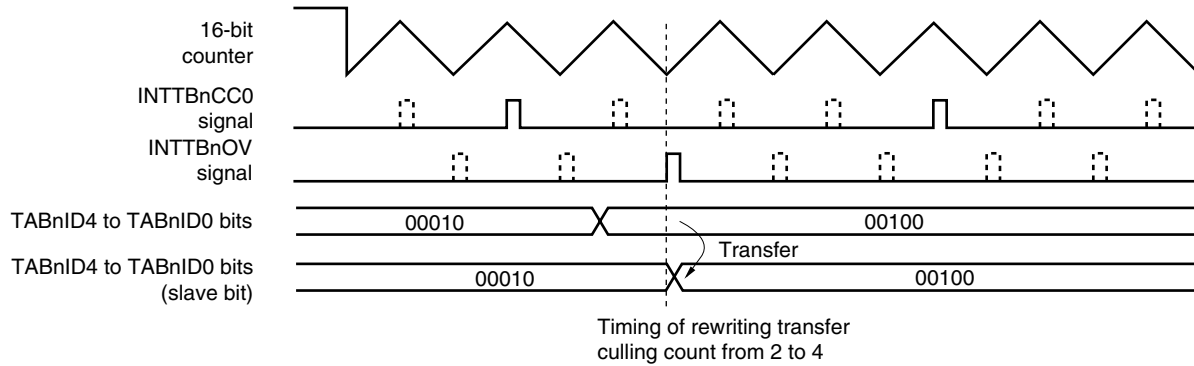 16-bit
counter
INTTBnCC0
signal
INTTBnOV
signal
TABnID4 to TABnID0 bits
00010
00100
Transfer
TABnID4 to TABnID0 bits
(slave bit)
00010
00100
Timing of rewriting transfer
culling count from 2 to 4